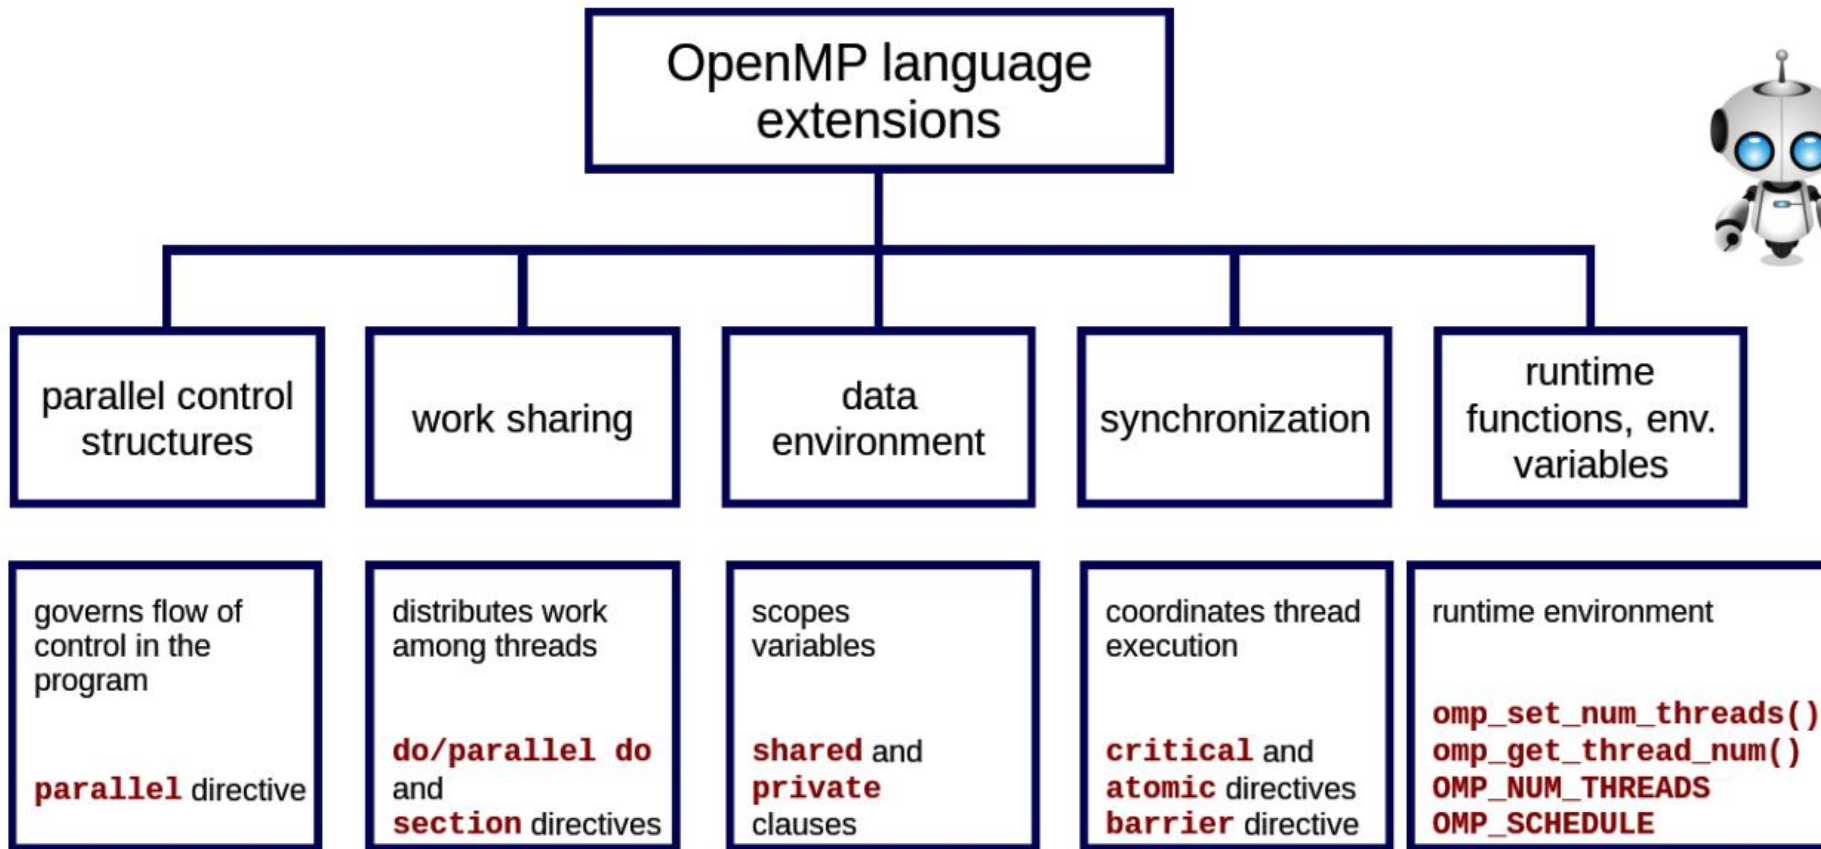 OpenMP language
extensions
parallel control
structures
work sharing
data
environment
synchronization
runtime
functions, env.
variables
governs flow of
control in the
program
parallel directive
distributes work
among threads
do/parallel do
and
section directives
scopes
variables
shared and
private
clauses
coordinates thread
execution
critical and
atomic directives
barrier directive
runtime environment
omp_set_num_threads()
omp_get_thread_num()
OMP_NUM_THREADS
OMP_SCHEDULE